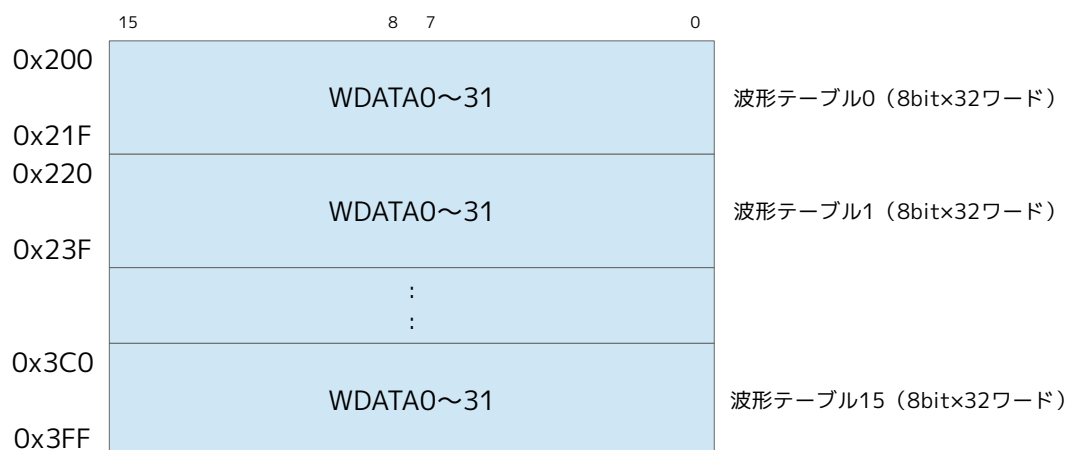 15 8 7 0
0x200
WDATA0～31 波形テーブル0（8bit×32ワード）
0x21F
0x220
WDATA0～31 波形テーブル1（8bit×32ワード）
0x23F
:
:
0x3C0
WDATA0～31 波形テーブル15（8bit×32ワード）
0x3FF